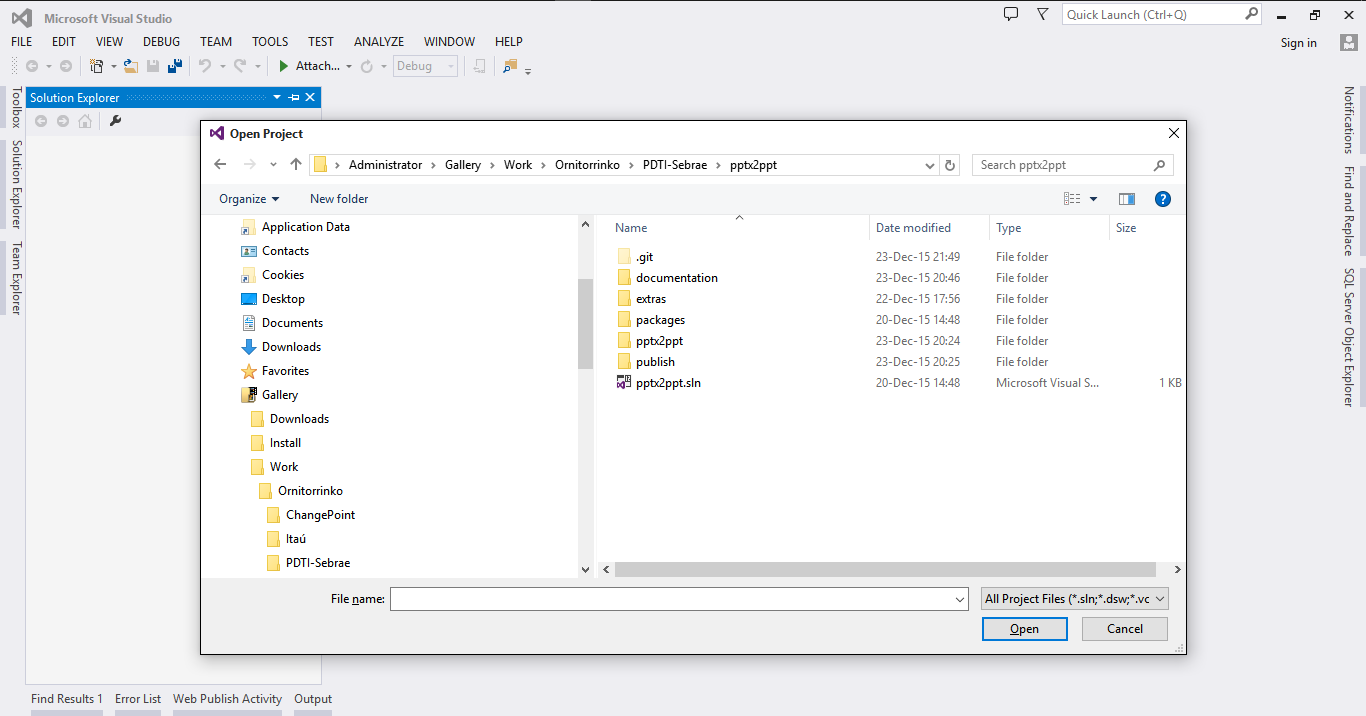 Microsoft Visual Studio
Quick Launch (Ctrl+Q)
FILE EDIT VIEW DEBUG TEAM TOOLS TEST ANALYZE WINDOW HELP
Sign in
Attach...
Debug
Toolbox
Solution Explorer
Team Explorer
Solution Explorer
Open Project
Administrator Gallery Work Ornitorrinko PDTI-Sebrae pptx2ppt
Search pptx2ppt
Organize New folder
Application Data
Contacts
Cookies
Desktop
Documents
Downloads
Favorites
Gallery
Downloads
Install
Work
Ornitorrinko
ChangePoint
Itaú
PDTI-Sebrae
Name Date modified Type Size
.git 23-Dec-15 21:49 File folder
documentation 23-Dec-15 20:46 File folder
extras 22-Dec-15 17:56 File folder
packages 20-Dec-15 14:48 File folder
pptx2ppt 23-Dec-15 20:24 File folder
publish 23-Dec-15 20:25 File folder
pptx2ppt.sln 20-Dec-15 14:48 Microsoft Visual S... 1 KB
File name:
All Project Files (*.sln;*.dsw;*.vc
Open Cancel
Notifications
Find and Replace
SQL Server Object Explorer
Find Results 1 Error List Web Publish Activity Output